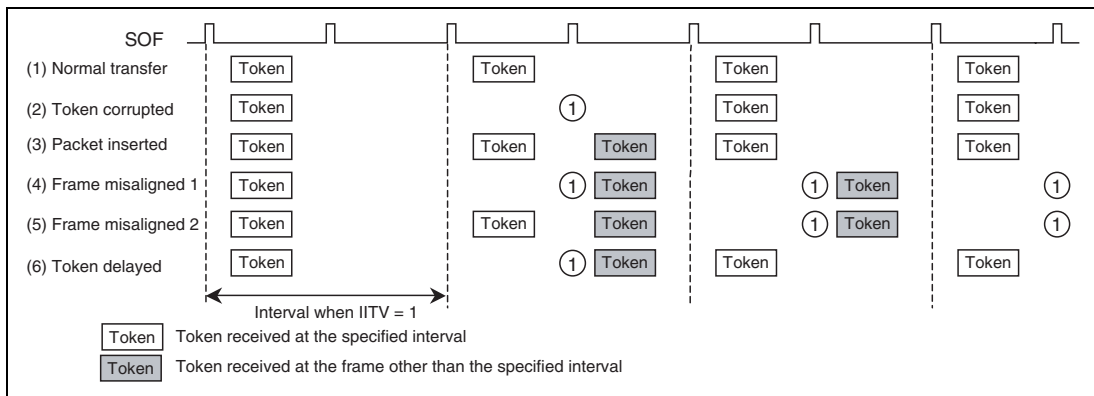 SOF
(1) Normal transfer Token Token Token Token
(2) Token corrupted Token 1 Token Token
(3) Packet inserted Token Token Token Token Token
(4) Frame misaligned 1 Token 1 Token 1 Token 1
(5) Frame misaligned 2 Token Token Token 1 Token 1
(6) Token delayed Token 1 Token Token Token
Interval when IITV = 1
Token Token received at the specified interval
Token Token received at the frame other than the specified interval